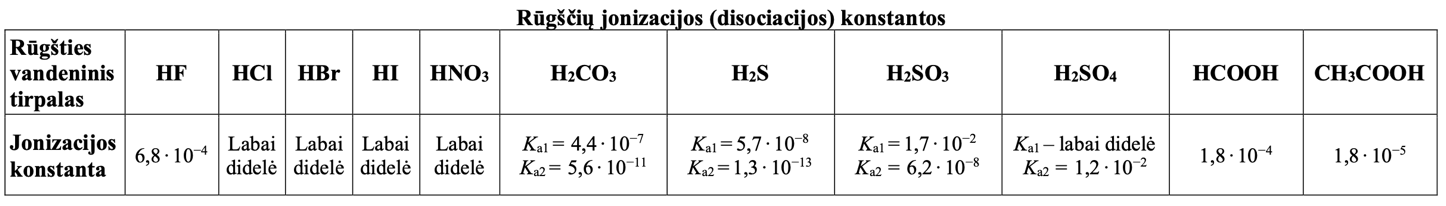 Rūgščių jonizacijos (disociacijos) konstantos
Rūgšties vandeninis tirpalas HF HCl HBr HI HNO₃ H₂CO₃ H₂S H₂SO₃ H₂SO₄ HCOOH CH₃COOH
Jonizacijos konstanta 6,8 · 10⁻⁴ Labai didelė Labai didelė Labai didelė Labai didelė Kₐ₁ = 4,4 · 10⁻⁷ Kₐ₂ = 5,6 · 10⁻¹¹ Kₐ₁ = 5,7 · 10⁻⁸ Kₐ₂ = 1,3 · 10⁻¹³ Kₐ₁ = 1,7 · 10⁻² Kₐ₂ = 6,2 · 10⁻⁸ Kₐ₁ – labai didelė Kₐ₂ = 1,2 · 10⁻² 1,8 · 10⁻⁴ 1,8 · 10⁻⁵